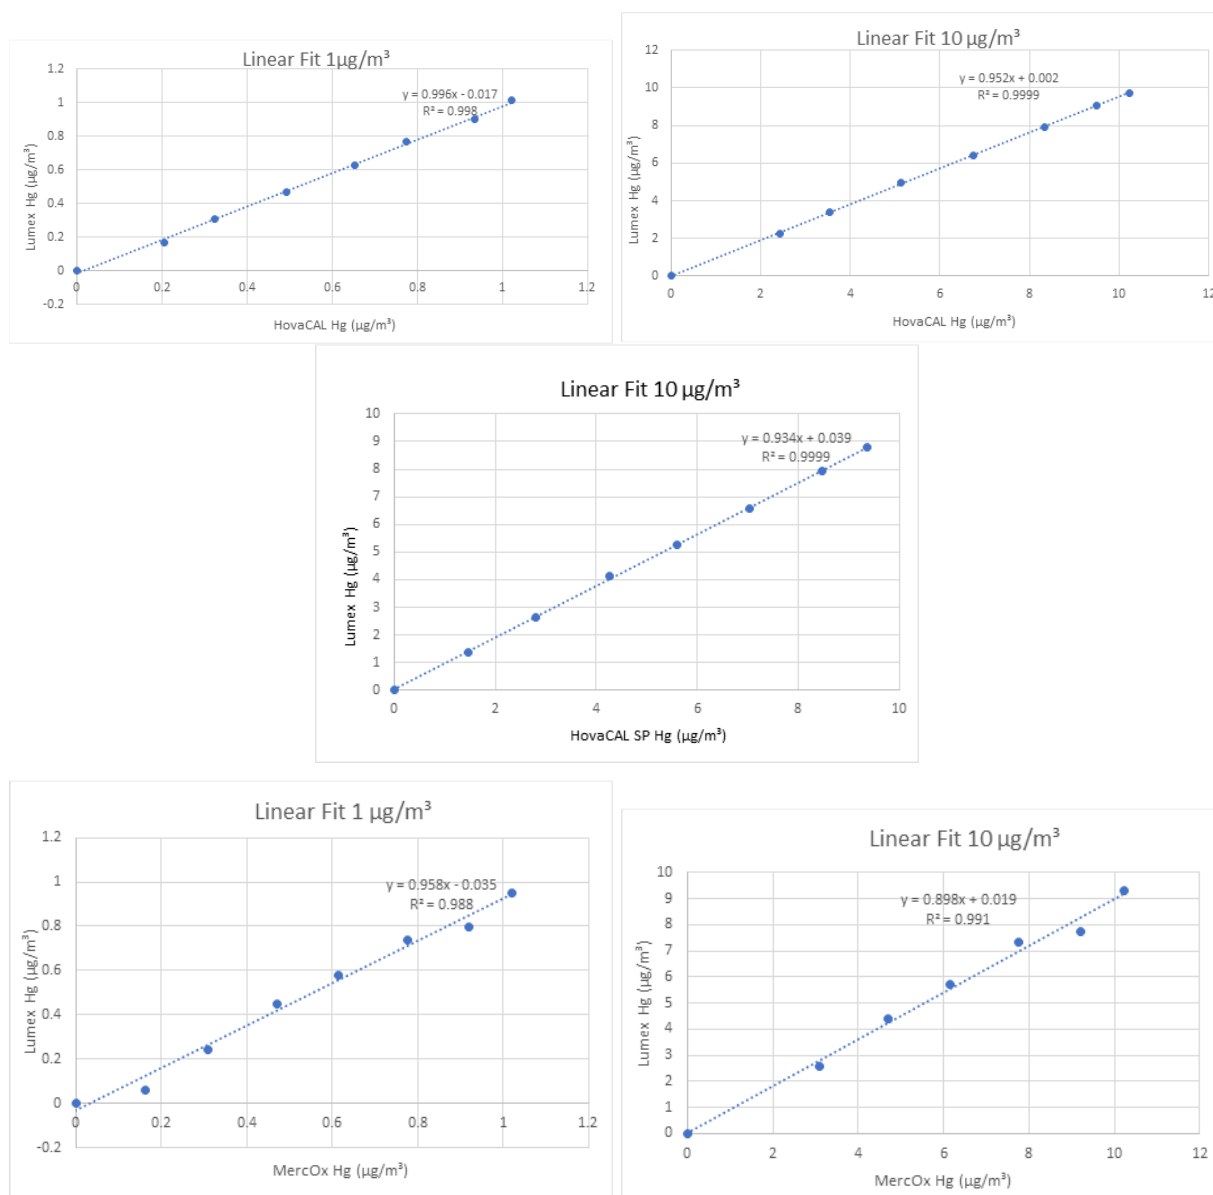 Linear Fit 1µg/m³
1.2
1
0.8
0.6
0.4
0.2
0
-0.2
y = 0.996x - 0.017
R² = 0.998
Lumex Hg (µg/m³)
0 0.2 0.4 0.6 0.8 1 1.2
HovaCAL Hg (µg/m³)
Linear Fit 10 µg/m³
12
10
8
6
4
2
0
y = 0.952x + 0.002
R² = 0.9999
Lumex Hg (µg/m³)
0 2 4 6 8 10 12
HovaCAL Hg (µg/m³)
Linear Fit 10 µg/m³
10
9
8
7
6
5
4
3
2
1
0
y = 0.934x + 0.039
R² = 0.9999
Lumex Hg (µg/m³)
0 2 4 6 8 10
HovaCAL SP Hg (µg/m³)
Linear Fit 1 µg/m³
1.2
1
0.8
0.6
0.4
0.2
0
-0.2
y = 0.958x - 0.035
R² = 0.988
Lumex Hg (µg/m³)
0 0.2 0.4 0.6 0.8 1 1.2
MercOx Hg (µg/m³)
Linear Fit 10 µg/m³
10
9
8
7
6
5
4
3
2
1
0
y = 0.898x + 0.019
R² = 0.991
Lumex Hg (µg/m³)
0 2 4 6 8 10 12
MercOx Hg (µg/m³)